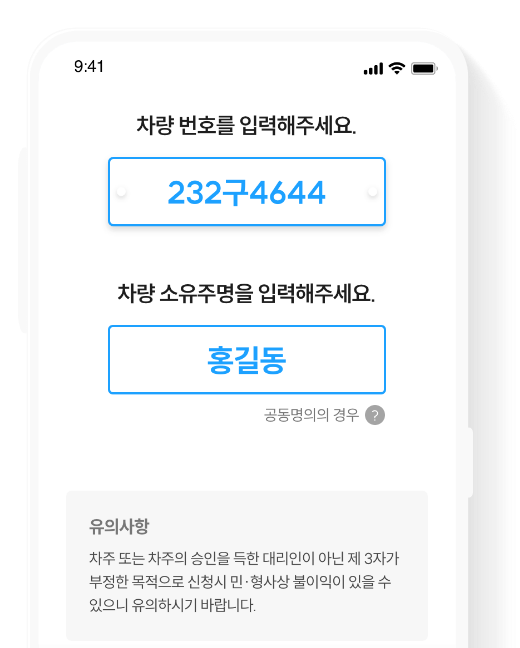 9:41
차량 번호를 입력해주세요.
232구4644
차량 소유주명을 입력해주세요.
홍길동
공동명의의 경우 ?
유의사항
차주 또는 차주의 승인을 득한 대리인이 아닌 제 3자가
부정한 목적으로 신청시 민·형사상 불이익이 있을 수
있으니 유의하시기 바랍니다.